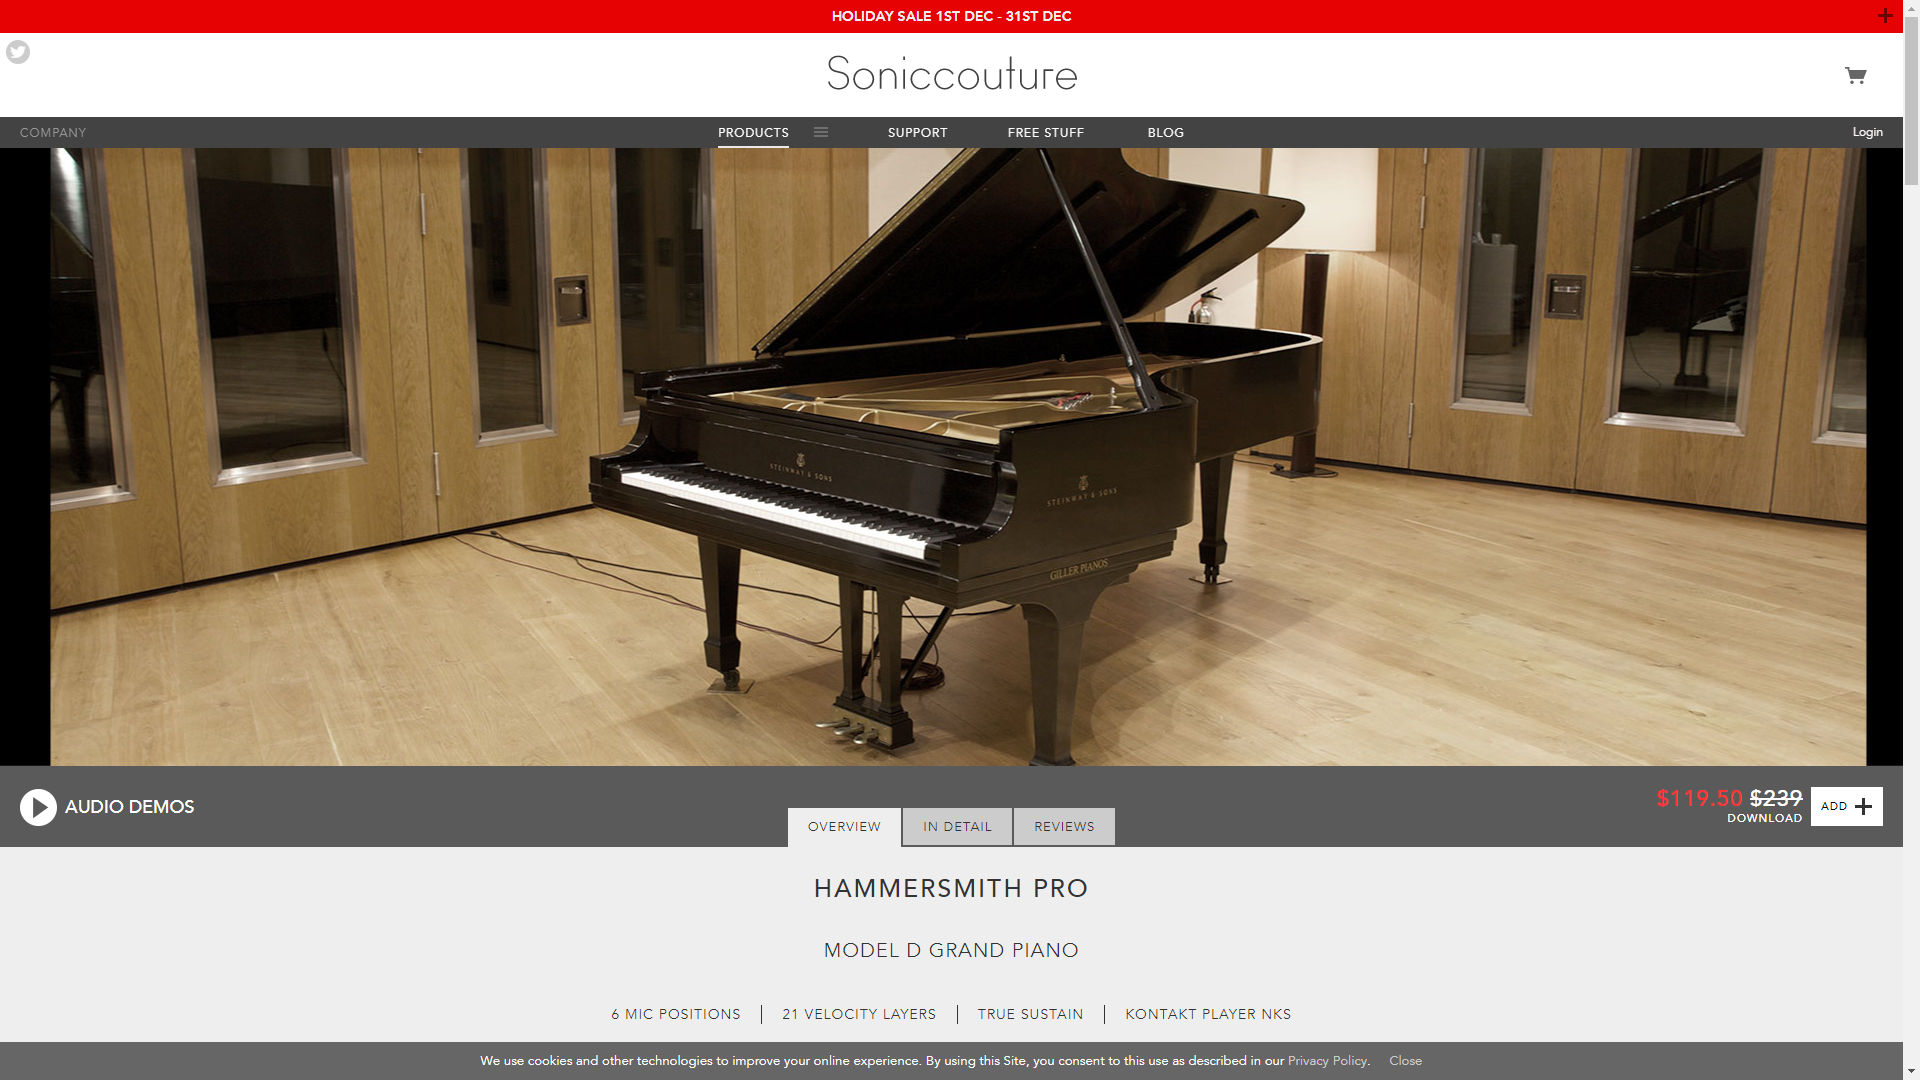 HOLIDAY SALE 1ST DEC - 31ST DEC
Soniccouture
COMPANY
PRODUCTS
SUPPORT
FREE STUFF
BLOG
Login
STEINWAY & SONS
STEINWAY & SONS
GILLER PIANOS
AUDIO DEMOS
$119.50 $239
DOWNLOAD
ADD
OVERVIEW
IN DETAIL
REVIEWS
HAMMERSMITH PRO
MODEL D GRAND PIANO
6 MIC POSITIONS
21 VELOCITY LAYERS
TRUE SUSTAIN
KONTAKT PLAYER NKS
We use cookies and other technologies to improve your online experience. By using this Site, you consent to this use as described in our Privacy Policy. Close